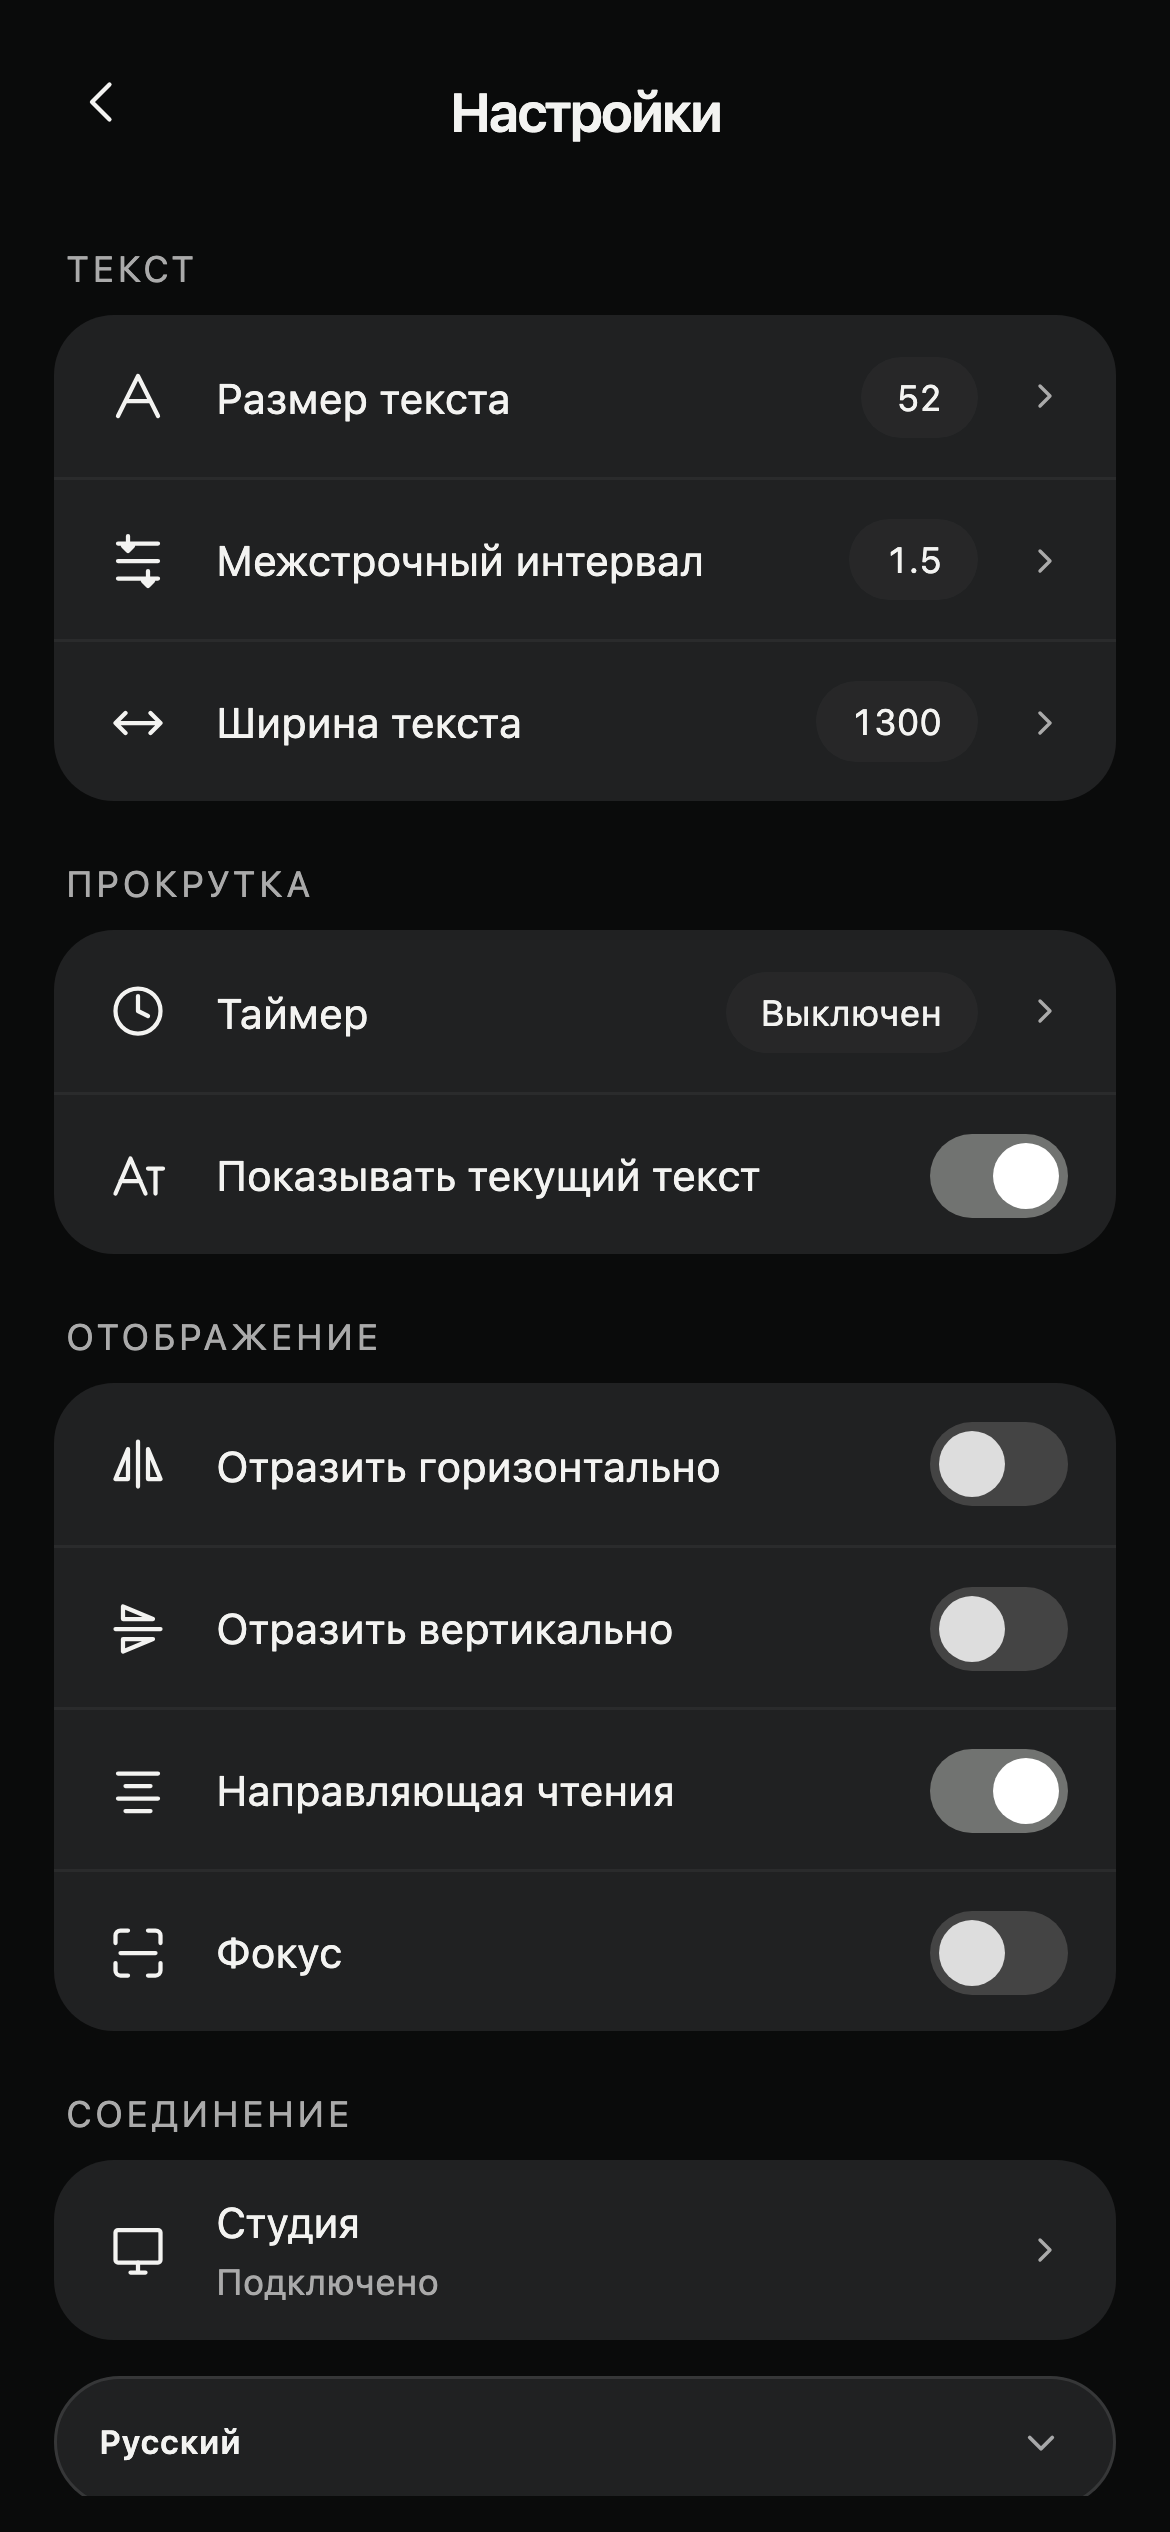 Настройки
ТЕКСТ
Размер текста 52
Межстрочный интервал 1.5
Ширина текста 1300
ПРОКРУТКА
Таймер Выключен
Показывать текущий текст
ОТОБРАЖЕНИЕ
Отразить горизонтально
Отразить вертикально
Направляющая чтения
Фокус
СОЕДИНЕНИЕ
Студия
Подключено
Русский